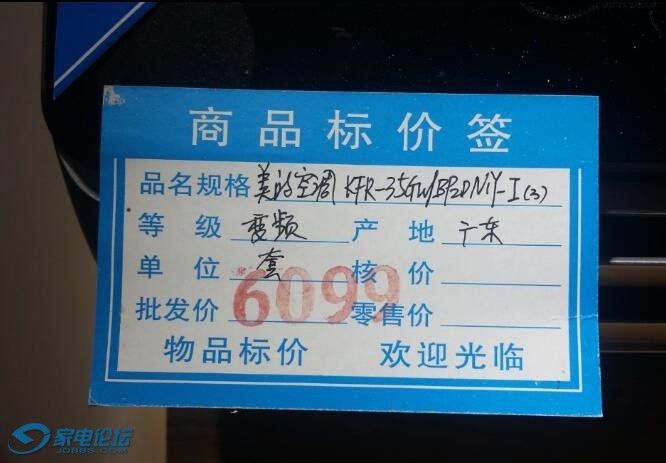 商品标价签
品名规格 美的空调 KFR-35GW/BP2DN1Y-I(3)
等级 变频 产地 广东
单位 套 核价
6099
批发价 零售价
物品标价 欢迎光临
家电论坛
JDBBS.COM